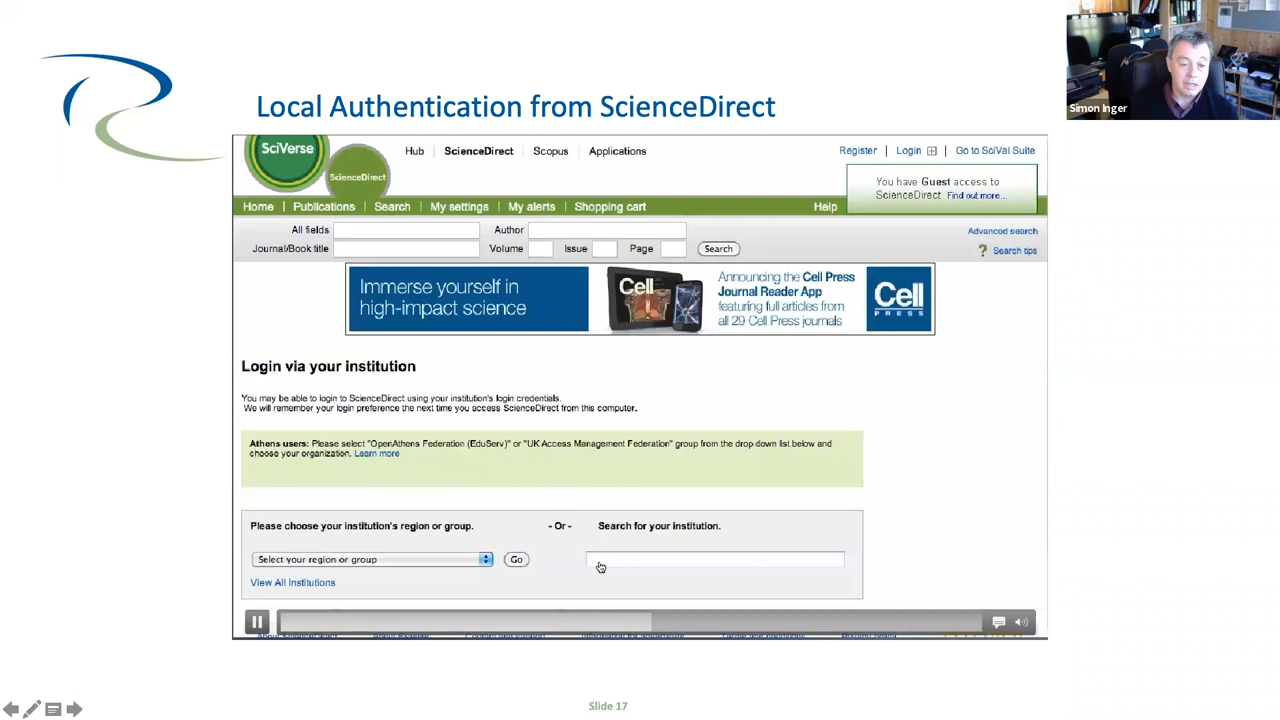 Simon Inger
Local Authentication from ScienceDirect
SciVerse
ScienceDirect
Hub
ScienceDirect
Scopus
Applications
Register
Login
Go to SciVal Suite
You have Guest access to
ScienceDirect Find out more...
Home
Publications
Search
My settings
My alerts
Shopping cart
Help
All fields
Author
Advanced search
Journal/Book title
Volume
Issue
Page
Search
? Search tips
Immerse yourself in
high-impact science
Cell
Announcing the Cell Press
Journal Reader App
featuring full articles from
all 29 Cell Press journals
Cell
PRESS
Login via your institution
You may be able to login to ScienceDirect using your institution's login credentials.
We will remember your login preference the next time you access ScienceDirect from this computer.
Athens users: Please select "OpenAthens Federation (EduServ)" or "UK Access Management Federation" group from the drop down list below and
choose your organization. Learn more
Please choose your institution's region or group.
- Or -
Search for your institution.
Select your region or group
Go
View All Institutions
Slide 17